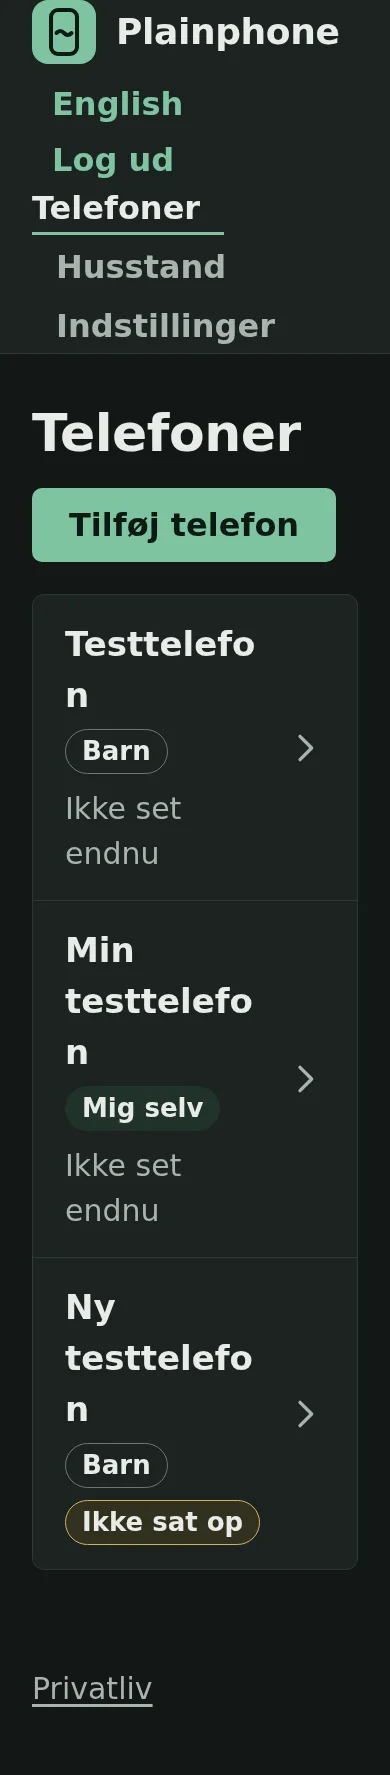 Plainphone
English
Log ud
Telefoner
Husstand
Indstillinger
Telefoner
Tilføj telefon
Testtelefo
n
Barn
Ikke set
endnu
Min
testtelefo
n
Mig selv
Ikke set
endnu
Ny
testtelefo
n
Barn
Ikke sat op
Privatliv